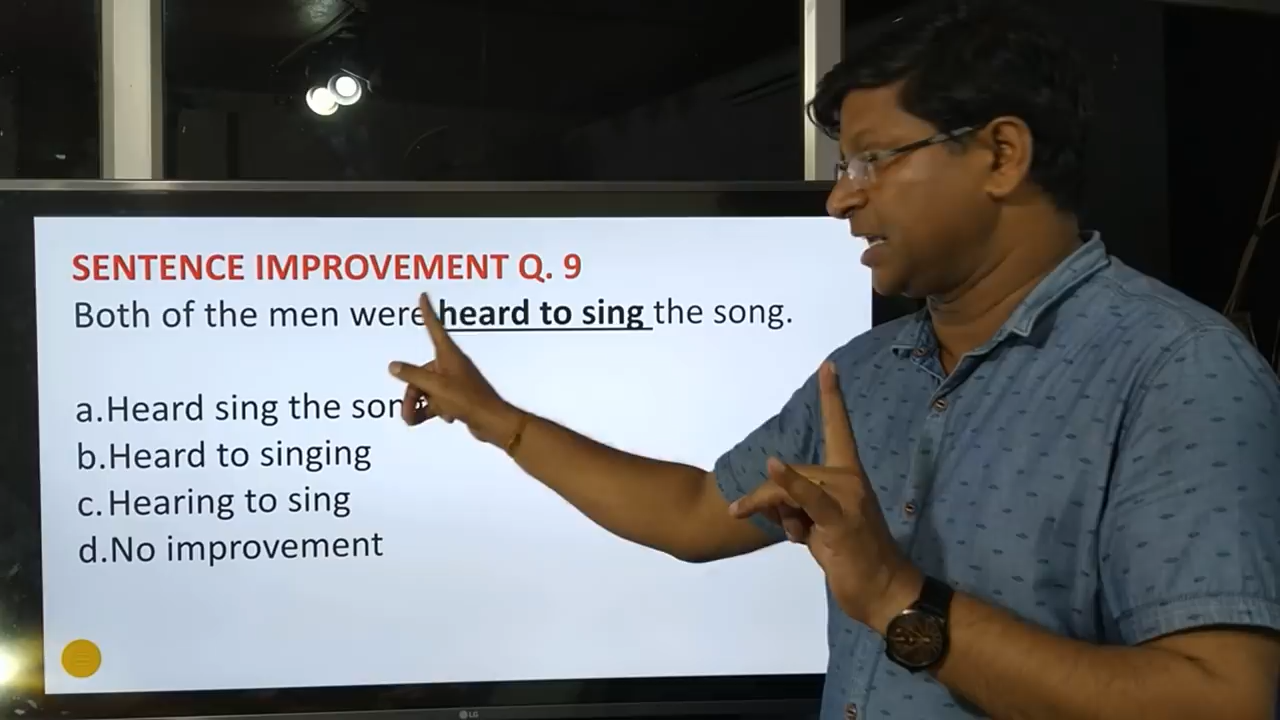 SENTENCE IMPROVEMENT Q. 9
Both of the men were heard to sing the song.
a.Heard sing the song
b.Heard to singing
c.Hearing to sing
d.No improvement
LG